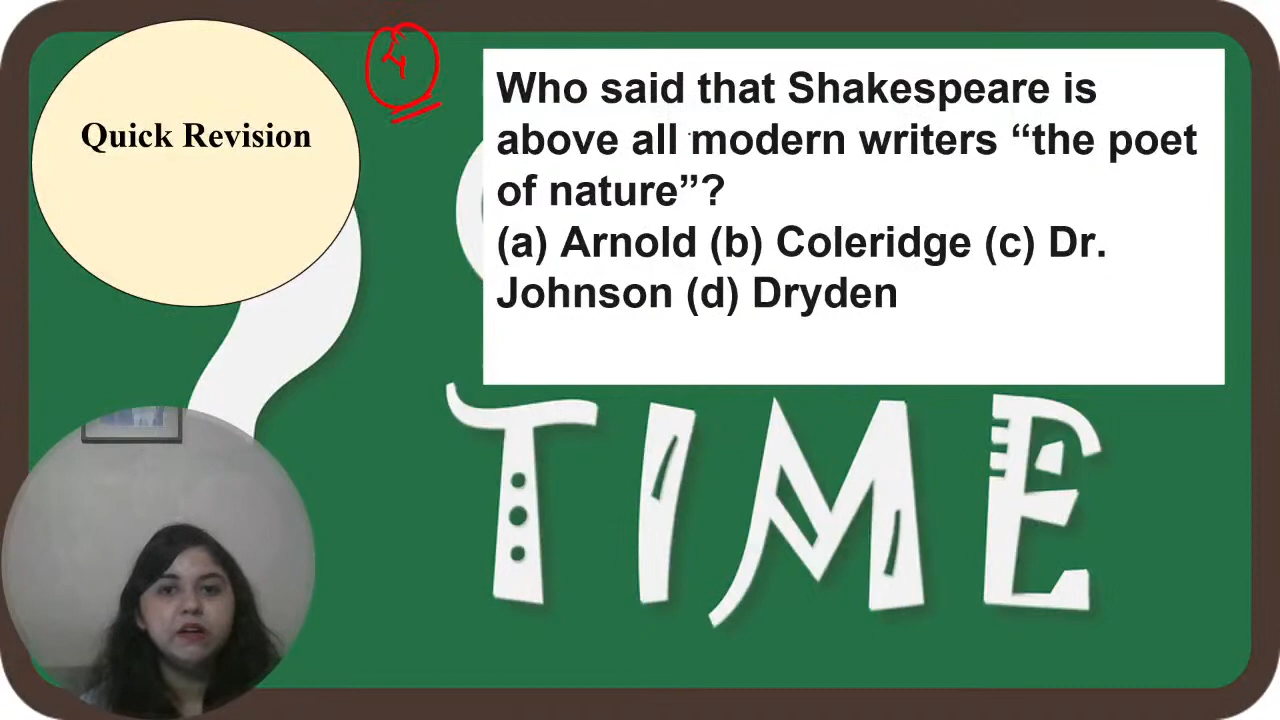 Quick Revision
4
Who said that Shakespeare is
above all modern writers “the poet
of nature”?
(a) Arnold (b) Coleridge (c) Dr.
Johnson (d) Dryden
TIME